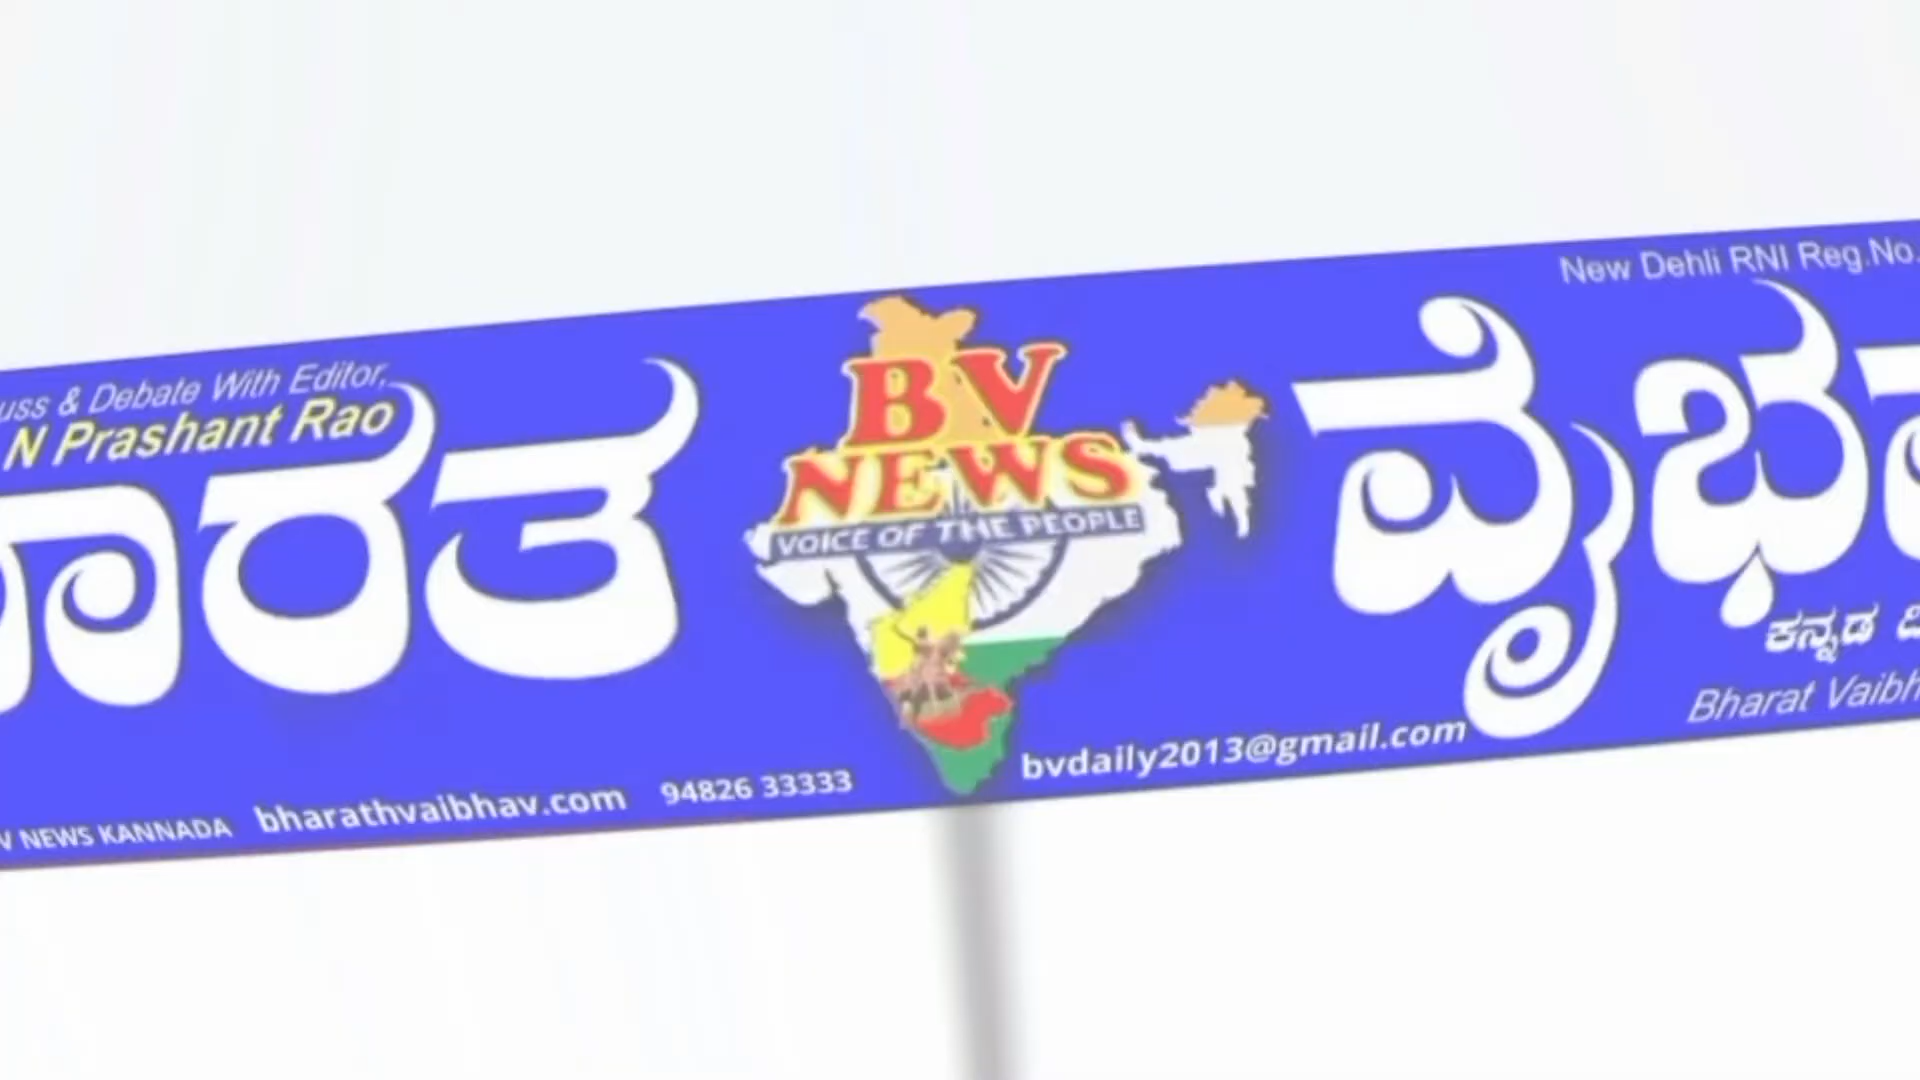 & Debate With Editor,
N Prashant Rao
ಭಾರತ
BV
NEWS
VOICE OF THE PEOPLE
New Dehli RNI Reg.No.
ವೈಭ
ಕನ್ನಡ
Bharat
NEWS KANNADA bharathvaibhav.com 94826 33333
bvdaily2013@gmail.com